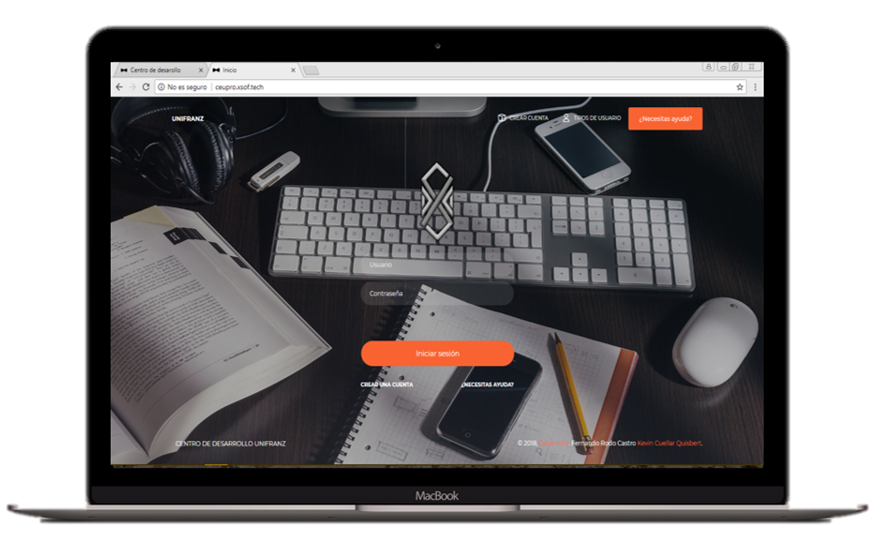 Centro de desarollo
Inicio
No es seguro | ceupro.xsof.tech
UNIFRANZ
CREAR CUENTA
TIPOS DE USUARIO
¿Necesitas ayuda?
Usuario
Contraseña
Iniciar sesión
CREAR UNA CUENTA
¿NECESITAS AYUDA?
CENTRO DE DESARROLLO UNIFRANZ
© 2018, Fernando Rodo Castro Kevin Cuellar Quisbert.
MacBook